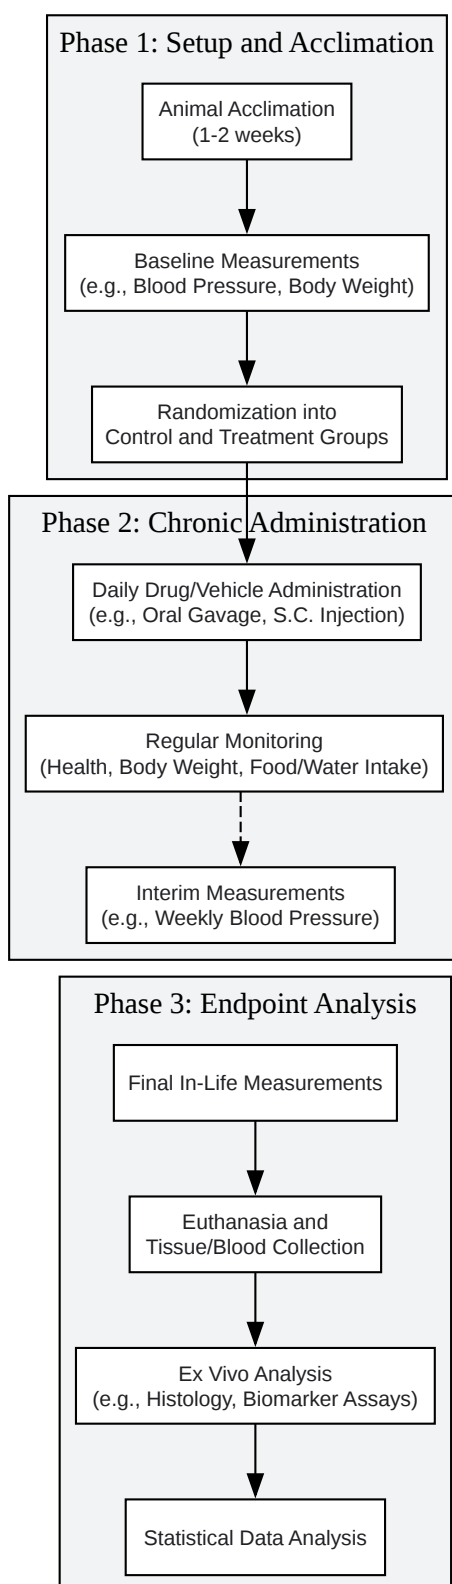 Phase 1: Setup and Acclimation
Animal Acclimation
(1-2 weeks)
Baseline Measurements
(e.g., Blood Pressure, Body Weight)
Randomization into
Control and Treatment Groups
Phase 2: Chronic Administration
Daily Drug/Vehicle Administration
(e.g., Oral Gavage, S.C. Injection)
Regular Monitoring
(Health, Body Weight, Food/Water Intake)
Interim Measurements
(e.g., Weekly Blood Pressure)
Phase 3: Endpoint Analysis
Final In-Life Measurements
Euthanasia and
Tissue/Blood Collection
Ex Vivo Analysis
(e.g., Histology, Biomarker Assays)
Statistical Data Analysis